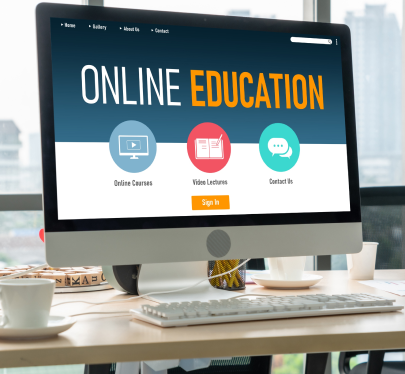 Home Gallery About Us Contact
ONLINE EDUCATION
Online Courses Video Lectures Contact Us
Sign In